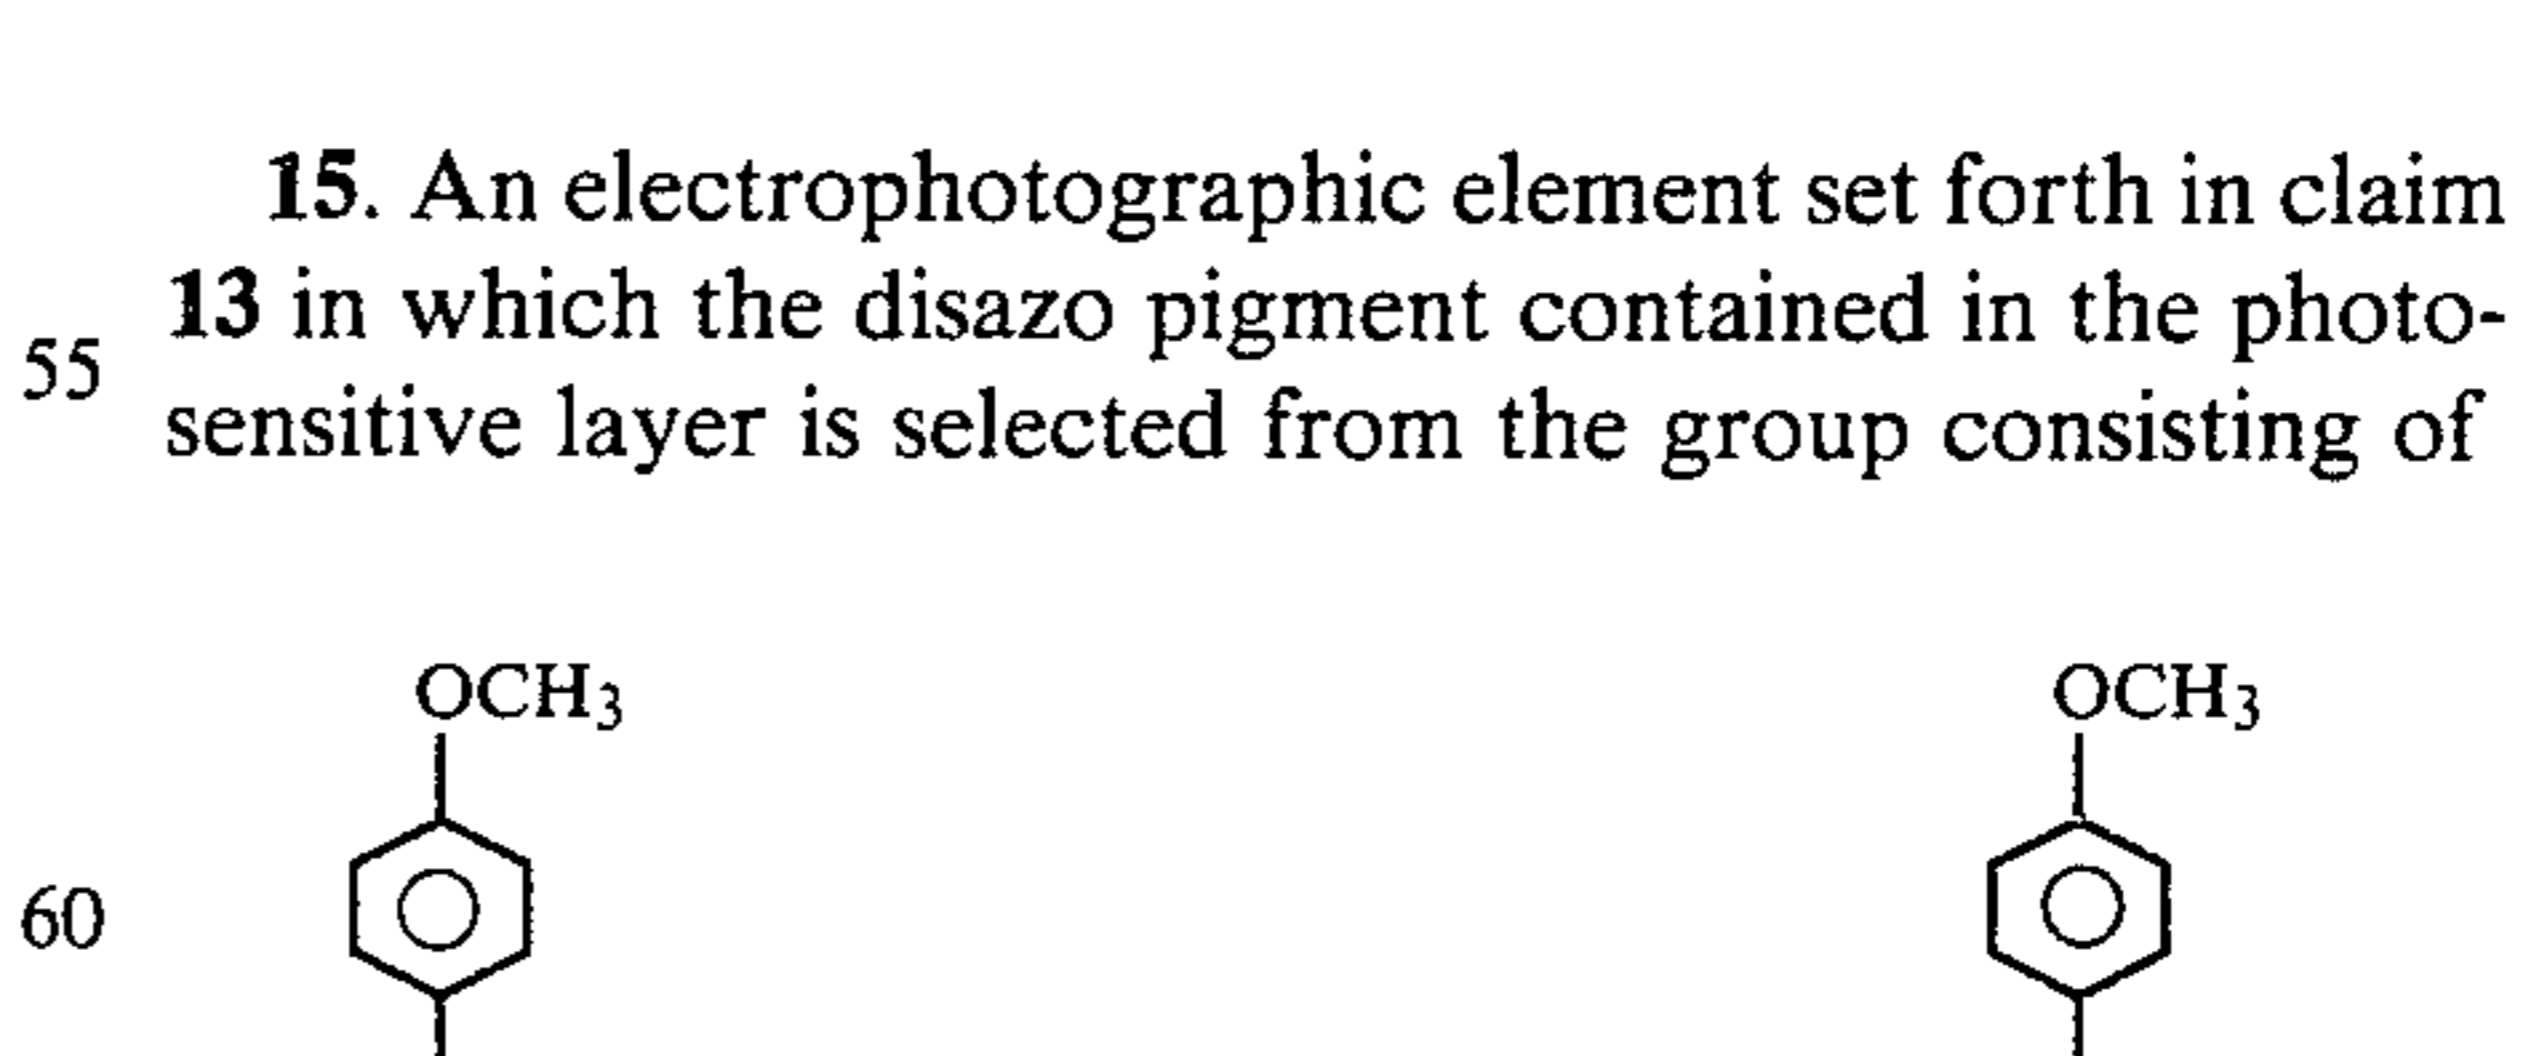 15. An electrophotographic element set forth in claim
13 in which the disazo pigment contained in the photo-
55
sensitive layer is selected from the group consisting of
OCH3 OCH3
60